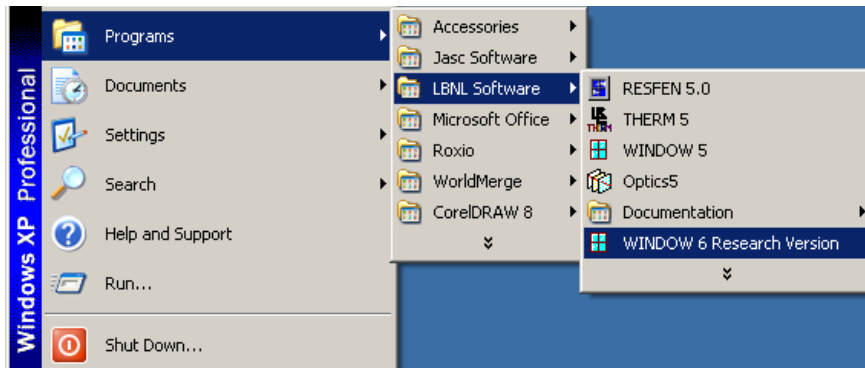 Windows XP Professional
Programs
Documents
Settings
Search
Help and Support
Run...
Shut Down...
Accessories
Jasc Software
LBNL Software
Microsoft Office
Roxio
WorldMerge
CorelDRAW 8
RESFEN 5.0
THERM 5
WINDOW 5
Optics5
Documentation
WINDOW 6 Research Version